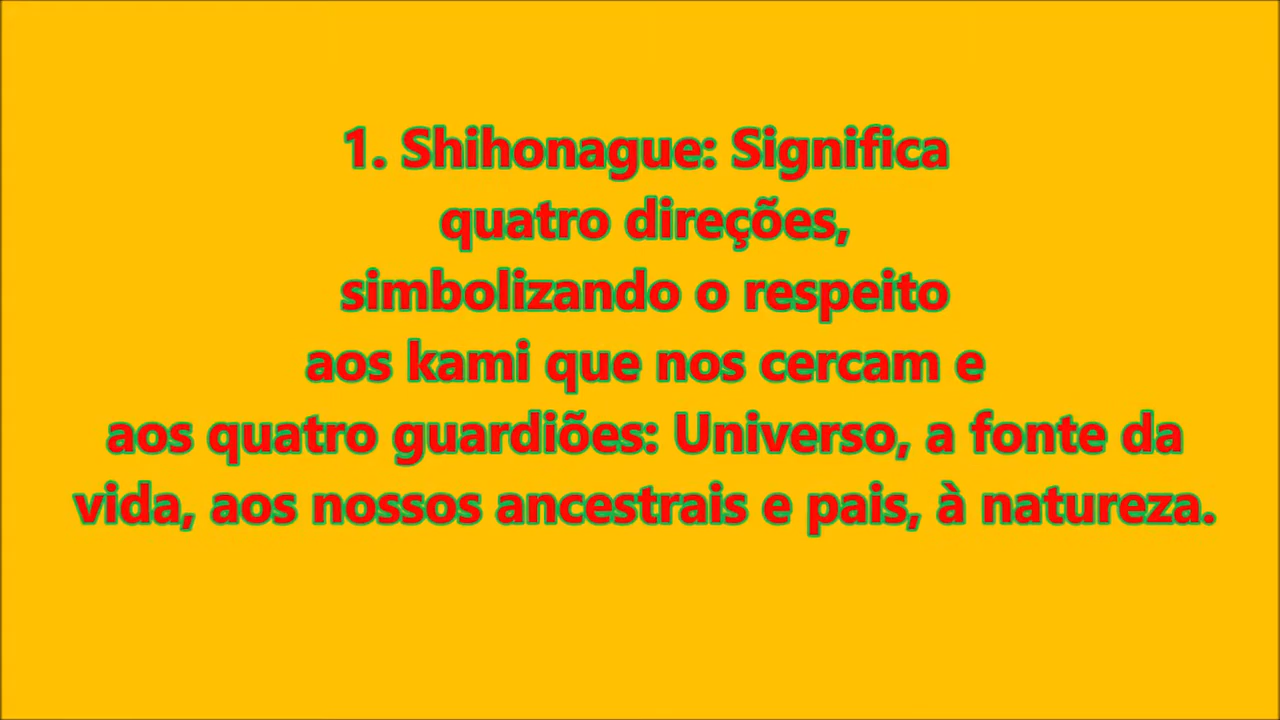 1. Shihonague: Significa
quatro direções,
simbolizando o respeito
aos kami que nos cercam e
aos quatro guardiões: Universo, a fonte da
vida, aos nossos ancestrais e pais, à natureza.